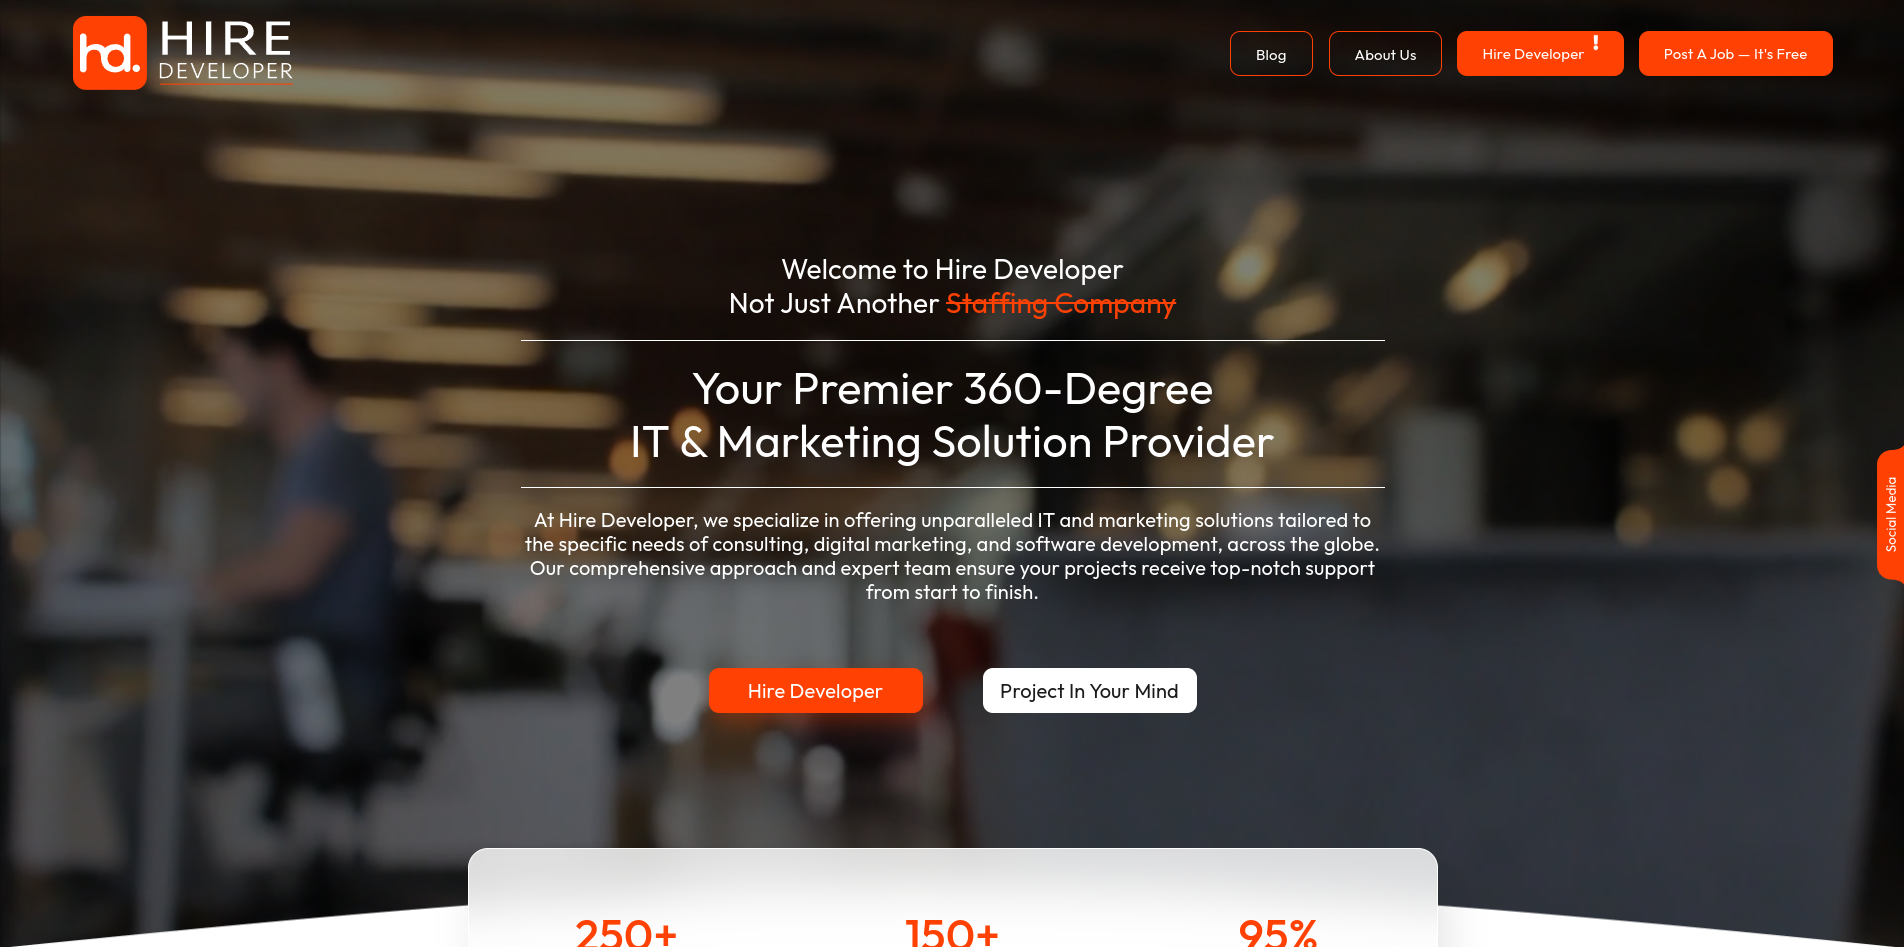 hd.
HIRE
DEVELOPER
Blog
About Us
Hire Developer !
Post A Job — It's Free
Welcome to Hire Developer
Not Just Another Staffing Company
Your Premier 360-Degree
IT & Marketing Solution Provider
At Hire Developer, we specialize in offering unparalleled IT and marketing solutions tailored to
the specific needs of consulting, digital marketing, and software development, across the globe.
Our comprehensive approach and expert team ensure your projects receive top-notch support
from start to finish.
Social Media
Hire Developer
Project In Your Mind
250+
150+
95%